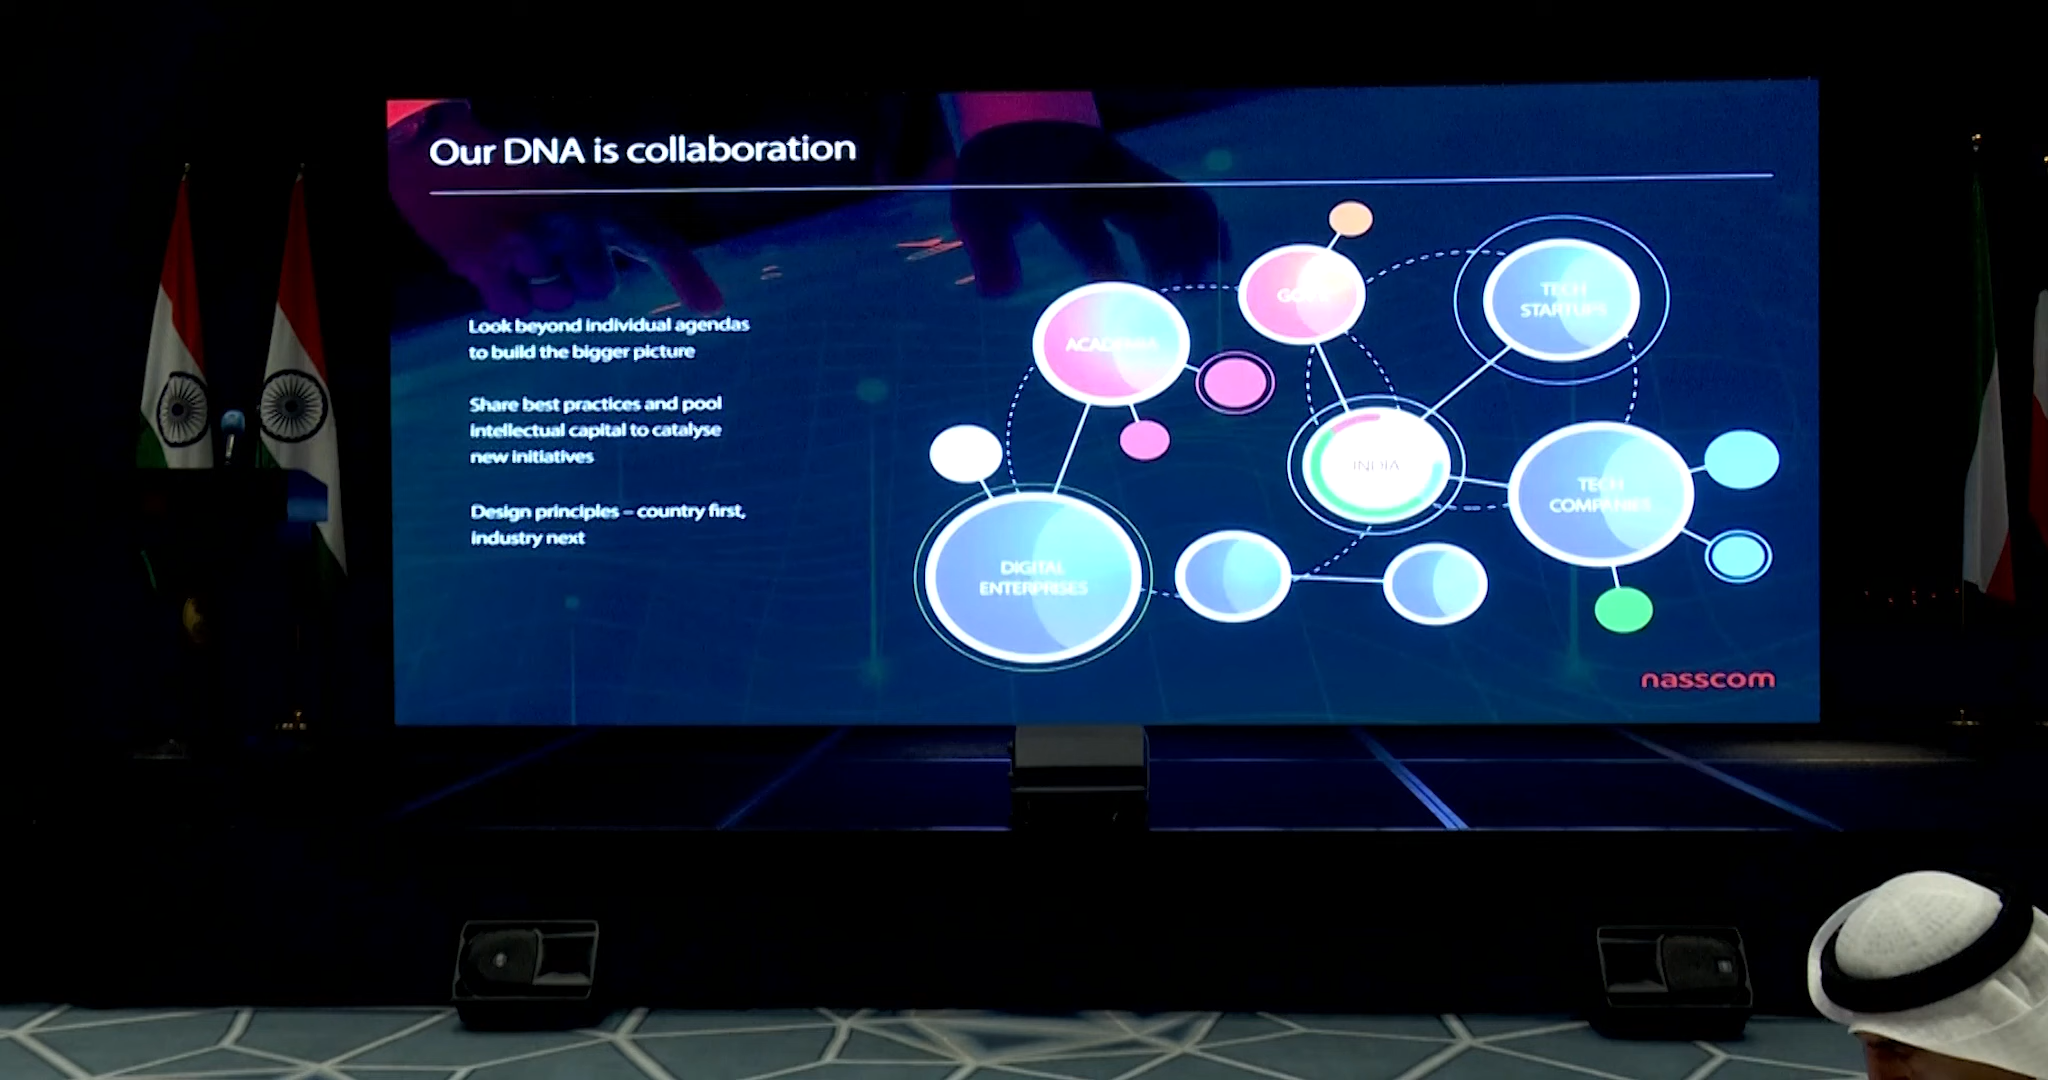 Our DNA is collaboration
Look beyond individual agendas
to build the bigger picture
Share best practices and pool
intellectual capital to catalyse
new initiatives
Design principles – country first,
industry next
TECH
STARTUPS
INDIA
TECH
COMPANIES
DIGITAL
ENTERPRISES
nasscom